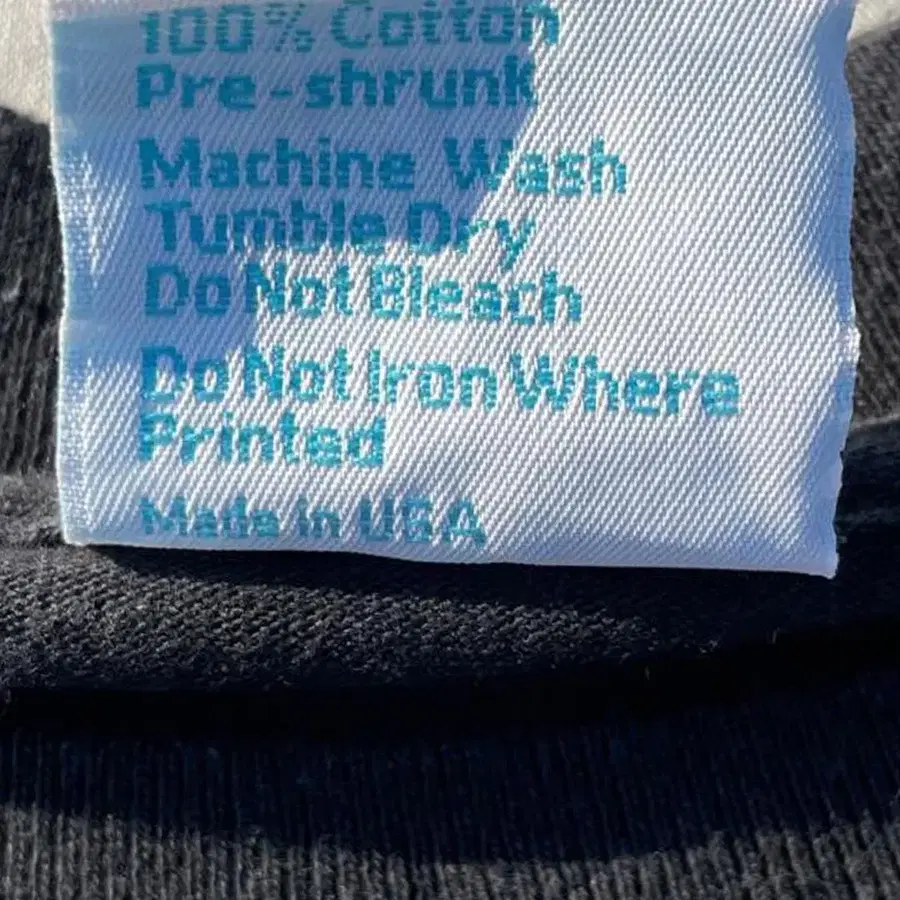 100% Cotton
Pre-shrunk
Machine Wash
Tumble Dry
Do Not Bleach
Do Not Iron Where
Printed
Made in USA